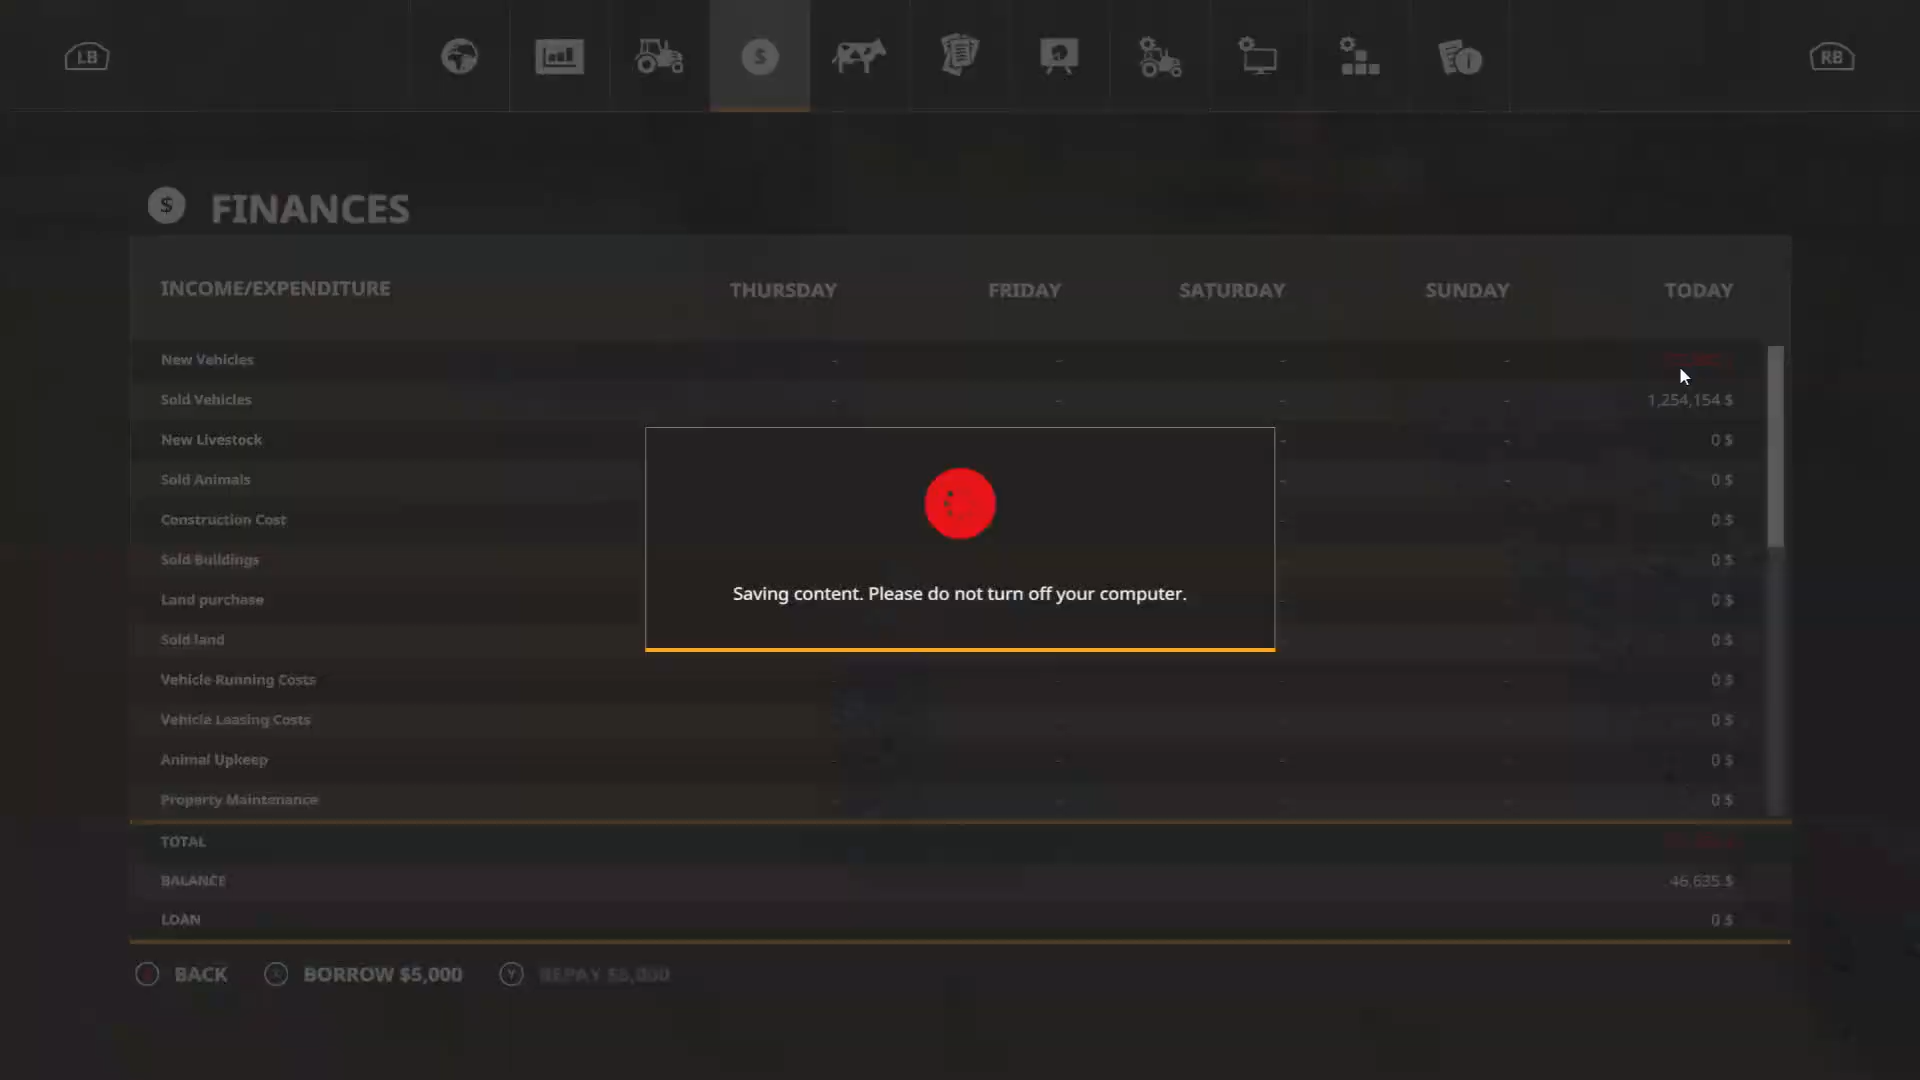 LB
$
RB
$ FINANCES
INCOME/EXPENDITURE THURSDAY FRIDAY SATURDAY SUNDAY TODAY
New Vehicles - - - -
Sold Vehicles - - - - 1,254,154 $
New Livestock - - 0 $
Sold Animals - - 0 $
Construction Cost - 0 $
Sold Buildings 0 $
Land purchase - 0 $
Sold land 0 $
Saving content. Please do not turn off your computer.
Vehicle Running Costs - - - - 0 $
Vehicle Leasing Costs - - - - 0 $
Animal Upkeep - - - - 0 $
Property Maintenance - - - - 0 $
TOTAL
BALANCE 46,635 $
LOAN 0 $
BACK X BORROW $5,000 Y REPAY $5,000